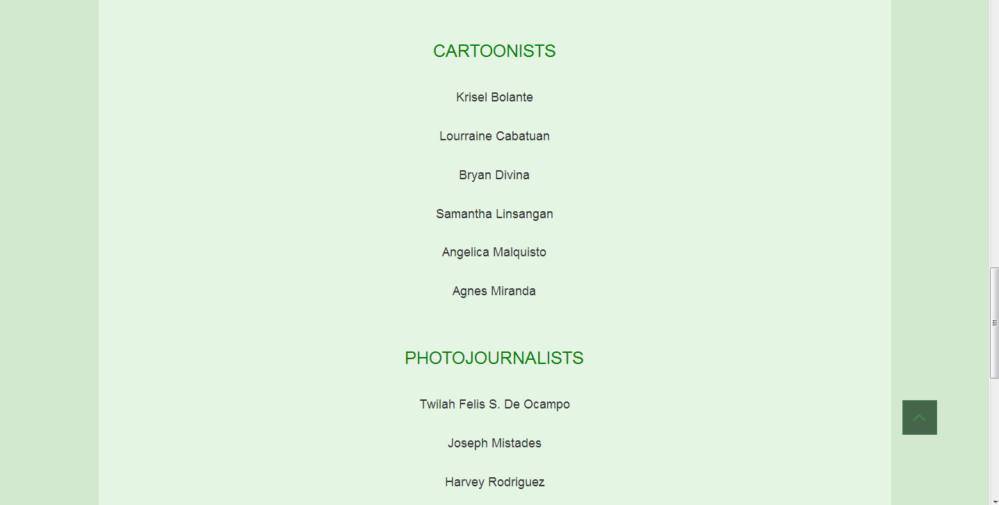 CARTOONISTS
Krisel Bolante
Lourraine Cabatuan
Bryan Divina
Samantha Linsangan
Angelica Malquisto
Agnes Miranda
PHOTOJOURNALISTS
Twilah Felis S. De Ocampo
Joseph Mistades
Harvey Rodriguez